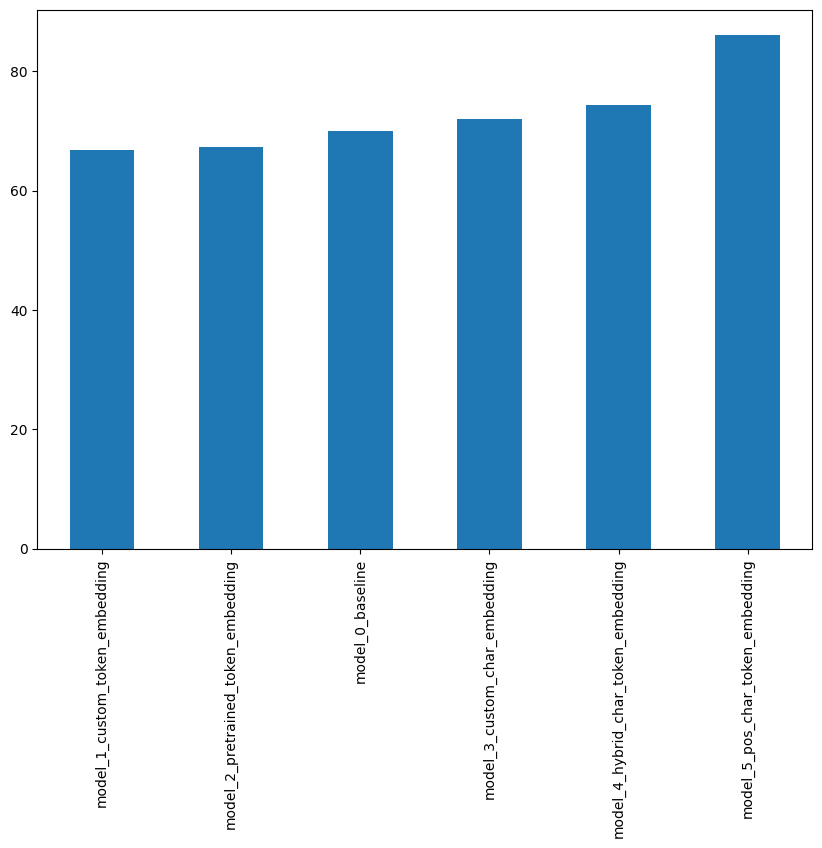 80
60
40
20
0
model_1_custom_token_embedding
model_2_pretrained_token_embedding
model_0_baseline
model_3_custom_char_embedding
model_4_hybrid_char_token_embedding
model_5_pos_char_token_embedding